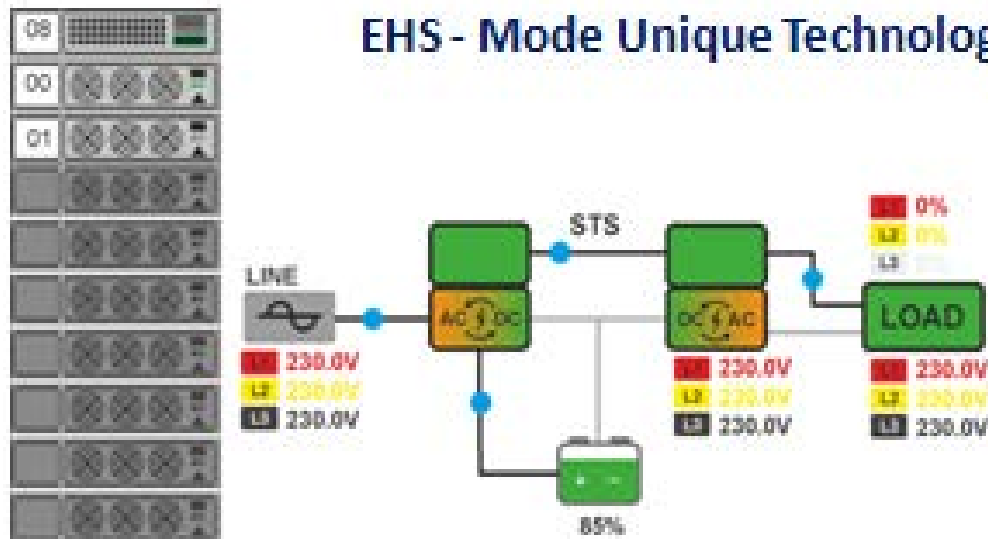 EHS - Mode Unique Technolog
08
00
01
STS
LINE
AC DC
DC AC
LOAD
L1 0%
L2 0%
L3
L1 230.0V
L2 230.0V
L3 230.0V
L1 230.0V
L2 230.0V
L3 230.0V
L1 230.0V
L2 230.0V
L3 230.0V
+ -
85%